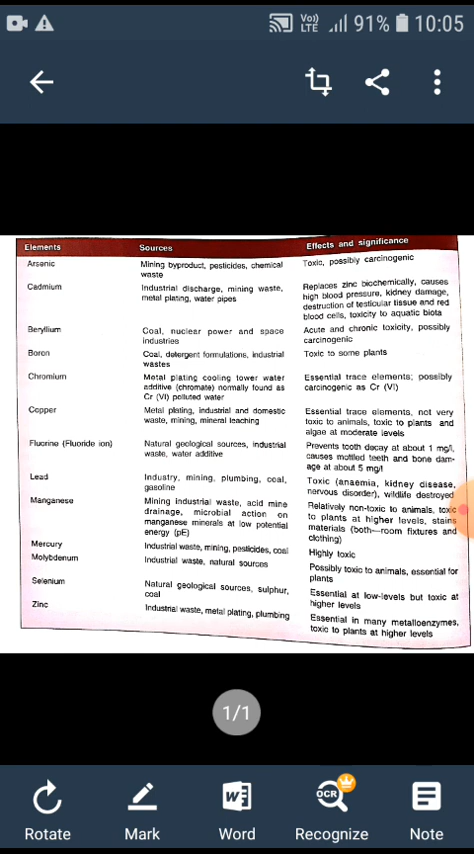 Vo))
LTE
91%
10:05
Elements Sources Effects and significance
Arsenic Mining byproduct, pesticides, chemical Toxic, possibly carcinogenic
waste
Cadmium Industrial discharge, mining waste, Replaces zinc biochemically, causes
metal plating, water pipes high blood pressure, kidney damage,
destruction of testicular tissue and red
blood cells, toxicity to aquatic biota
Beryllium Coal, nuclear power and space Acute and chronic toxicity, possibly
industries carcinogenic
Boron Coal, detergent formulations, industrial Toxic to some plants
wastes
Chromium Metal plating cooling tower water Essential trace elements; possibly
additive (chromate) normally found as carcinogenic as Cr (VI)
Cr (VI) polluted water
Copper Metal plating, industrial and domestic Essential trace elements, not very
waste, mining, mineral leaching toxic to animals, toxic to plants and
algae at moderate levels
Fluorine (Fluoride ion) Natural geological sources, industrial Prevents tooth decay at about 1 mg/l,
waste, water additive causes mottled teeth and bone dam-
age at about 5 mg/l
Lead Industry, mining, plumbing, coal, Toxic (anaemia, kidney disease,
gasoline nervous disorder), wildlife destroyed
Manganese Mining industrial waste, acid mine Relatively non-toxic to animals, toxic
drainage, microbial action on to plants at higher levels, stains
manganese minerals at low potential materials (both—room fixtures and
energy (pE) clothing)
Mercury Industrial waste, mining, pesticides, coal Highly toxic
Molybdenum Industrial waste, natural sources Possibly toxic to animals, essential for
plants
Selenium Natural geological sources, sulphur, Essential at low-levels but toxic at
coal higher levels
Zinc Industrial waste, metal plating, plumbing Essential in many metalloenzymes,
toxic to plants at higher levels
1/1
OCR
W
Rotate Mark Word Recognize Note